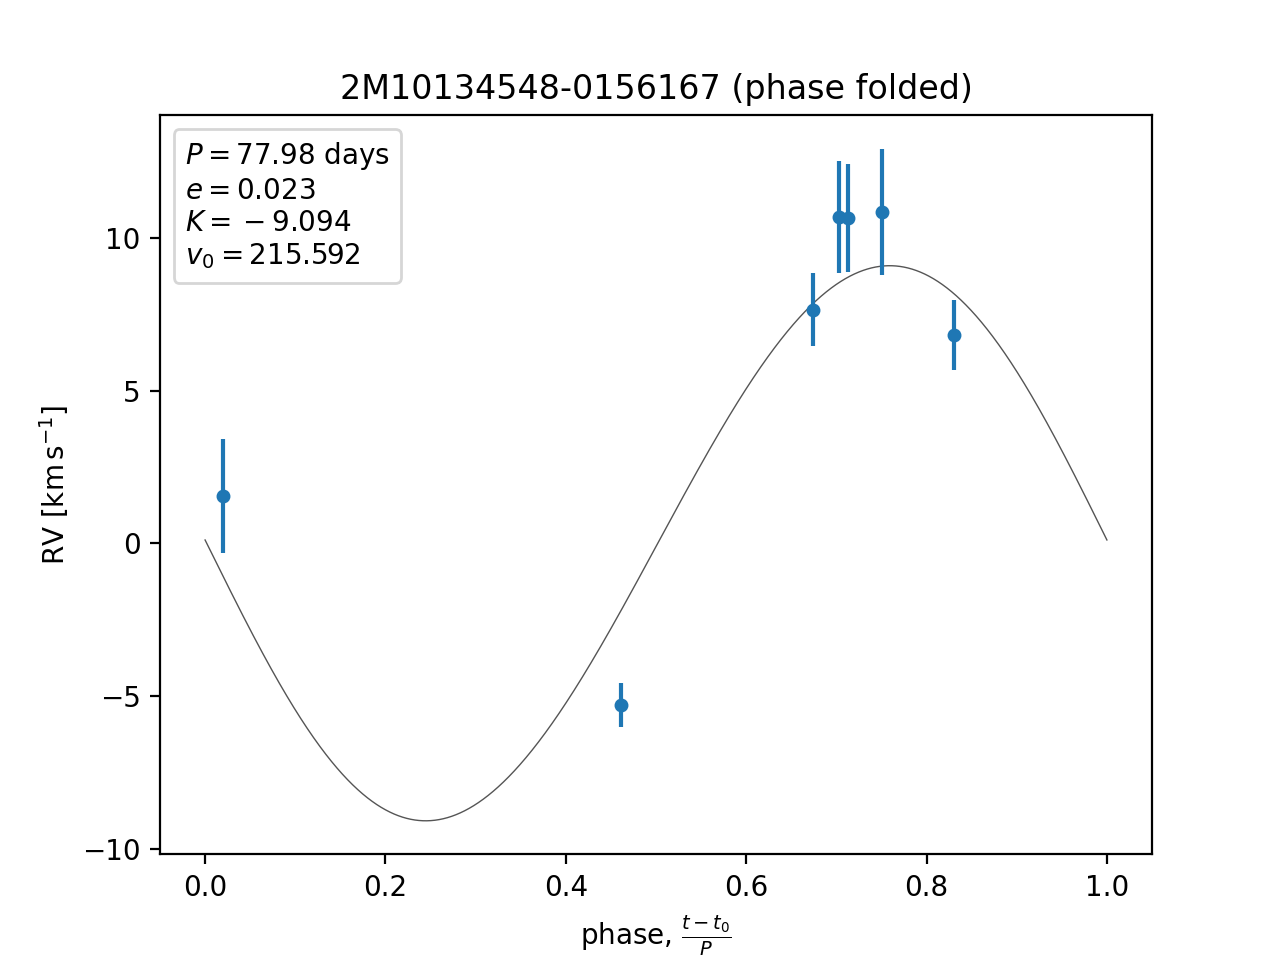 2M10134548-0156167 (phase folded)
P = 77.98 days
e = 0.023
K = −9.094
v₀ = 215.592
RV [km s⁻¹]
10
5
0
−5
−10
0.0 0.2 0.4 0.6 0.8 1.0
phase, (t − t₀)/P